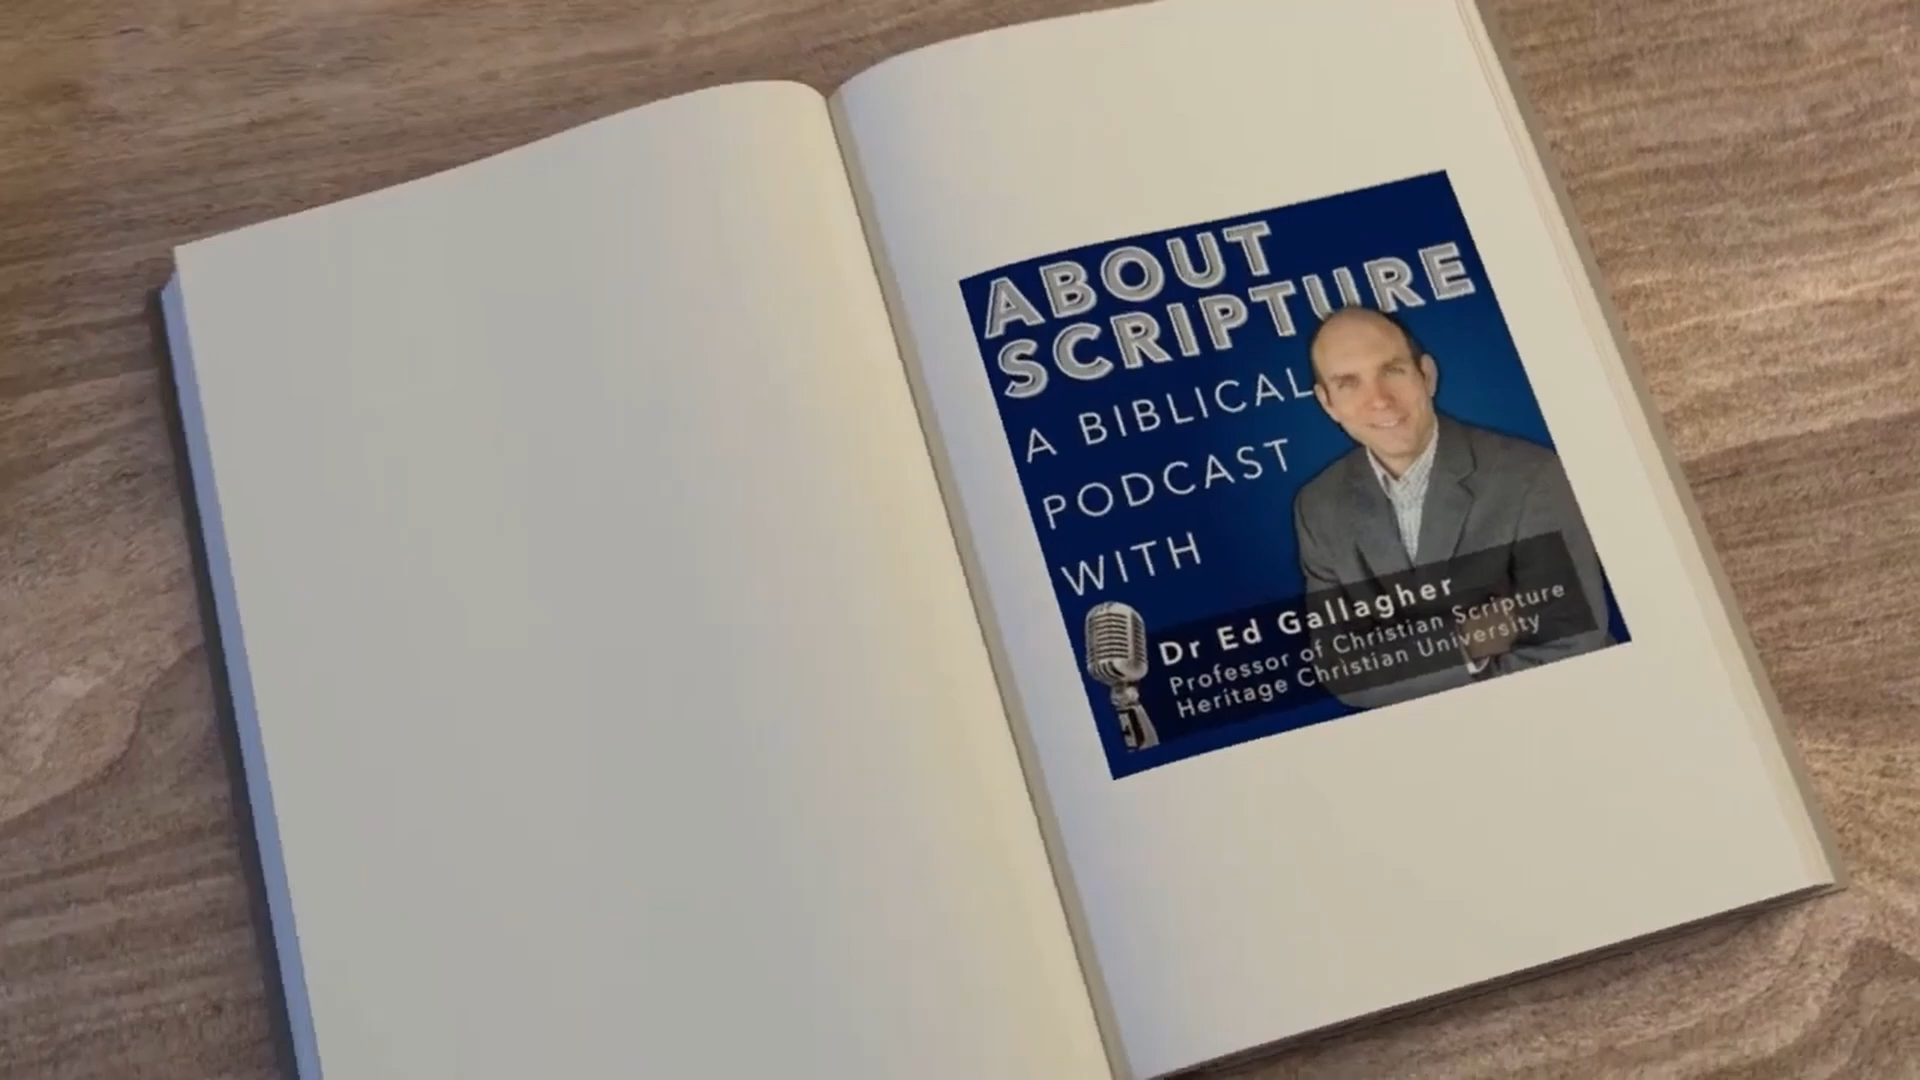 ABOUT
SCRIPTURE
A BIBLICAL
PODCAST
WITH
Dr Ed Gallagher
Professor of Christian Scripture
Heritage Christian University